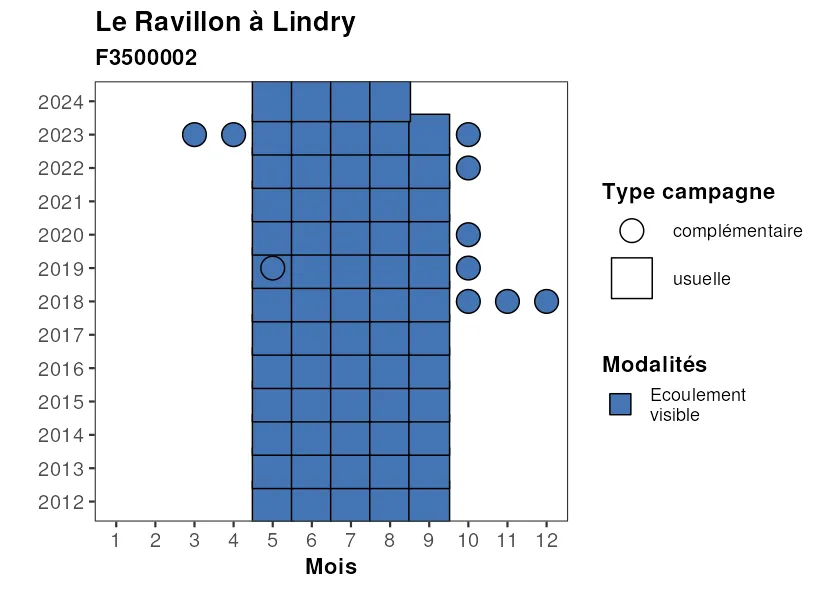 Le Ravillon à Lindry
F3500002
2024
2023
2022
2021
2020
2019
2018
2017
2016
2015
2014
2013
2012
1 2 3 4 5 6 7 8 9 10 11 12
Mois
Type campagne
complémentaire
usuelle
Modalités
Ecoulement
visible